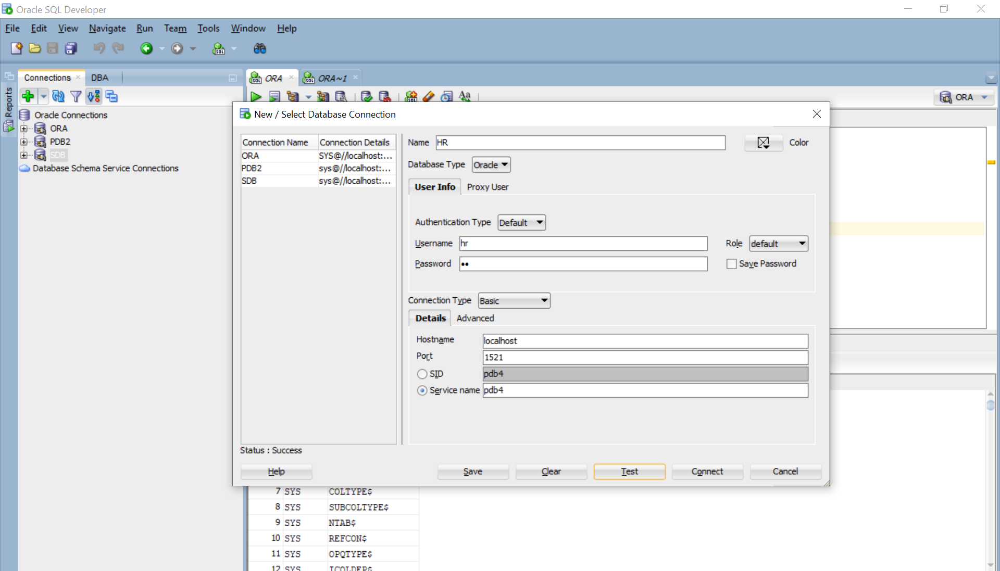 Oracle SQL Developer
File Edit View Navigate Run Team Tools Window Help
Connections DBA
ORA
ORA~1
Reports
ORA
Oracle Connections
ORA
PDB2
SDB
Database Schema Service Connections
New / Select Database Connection
Connection Name Connection Details
ORA SYS@//localhost:...
PDB2 sys@//localhost:...
SDB sys@//localhost:...
Name HR
Color
Database Type Oracle
User Info Proxy User
Authentication Type Default
Username hr
Role default
Password ••
Save Password
Connection Type Basic
Details Advanced
Hostname localhost
Port 1521
SID pdb4
Service name pdb4
Status : Success
Help Save Clear Test Connect Cancel
7 SYS COLTYPE$
8 SYS SUBCOLTYPE$
9 SYS NTAB$
10 SYS REFCON$
11 SYS OPQTYPE$
12 SYS ICOLDEP$